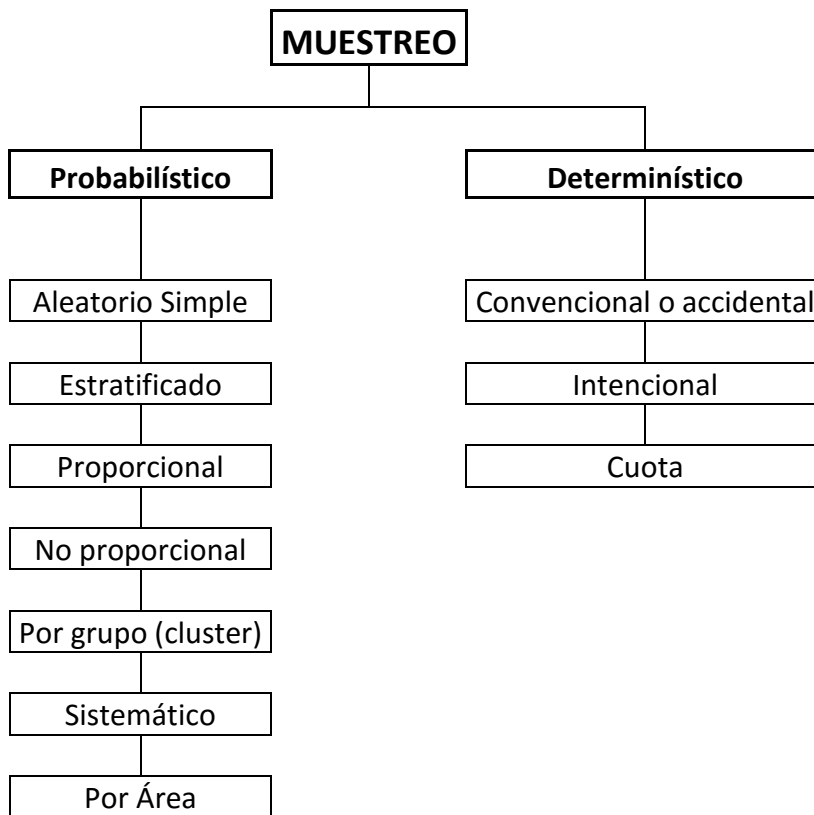 MUESTREO
Probabilístico
Determinístico
Aleatorio Simple
Convencional o accidental
Estratificado
Intencional
Proporcional
Cuota
No proporcional
Por grupo (cluster)
Sistemático
Por Área